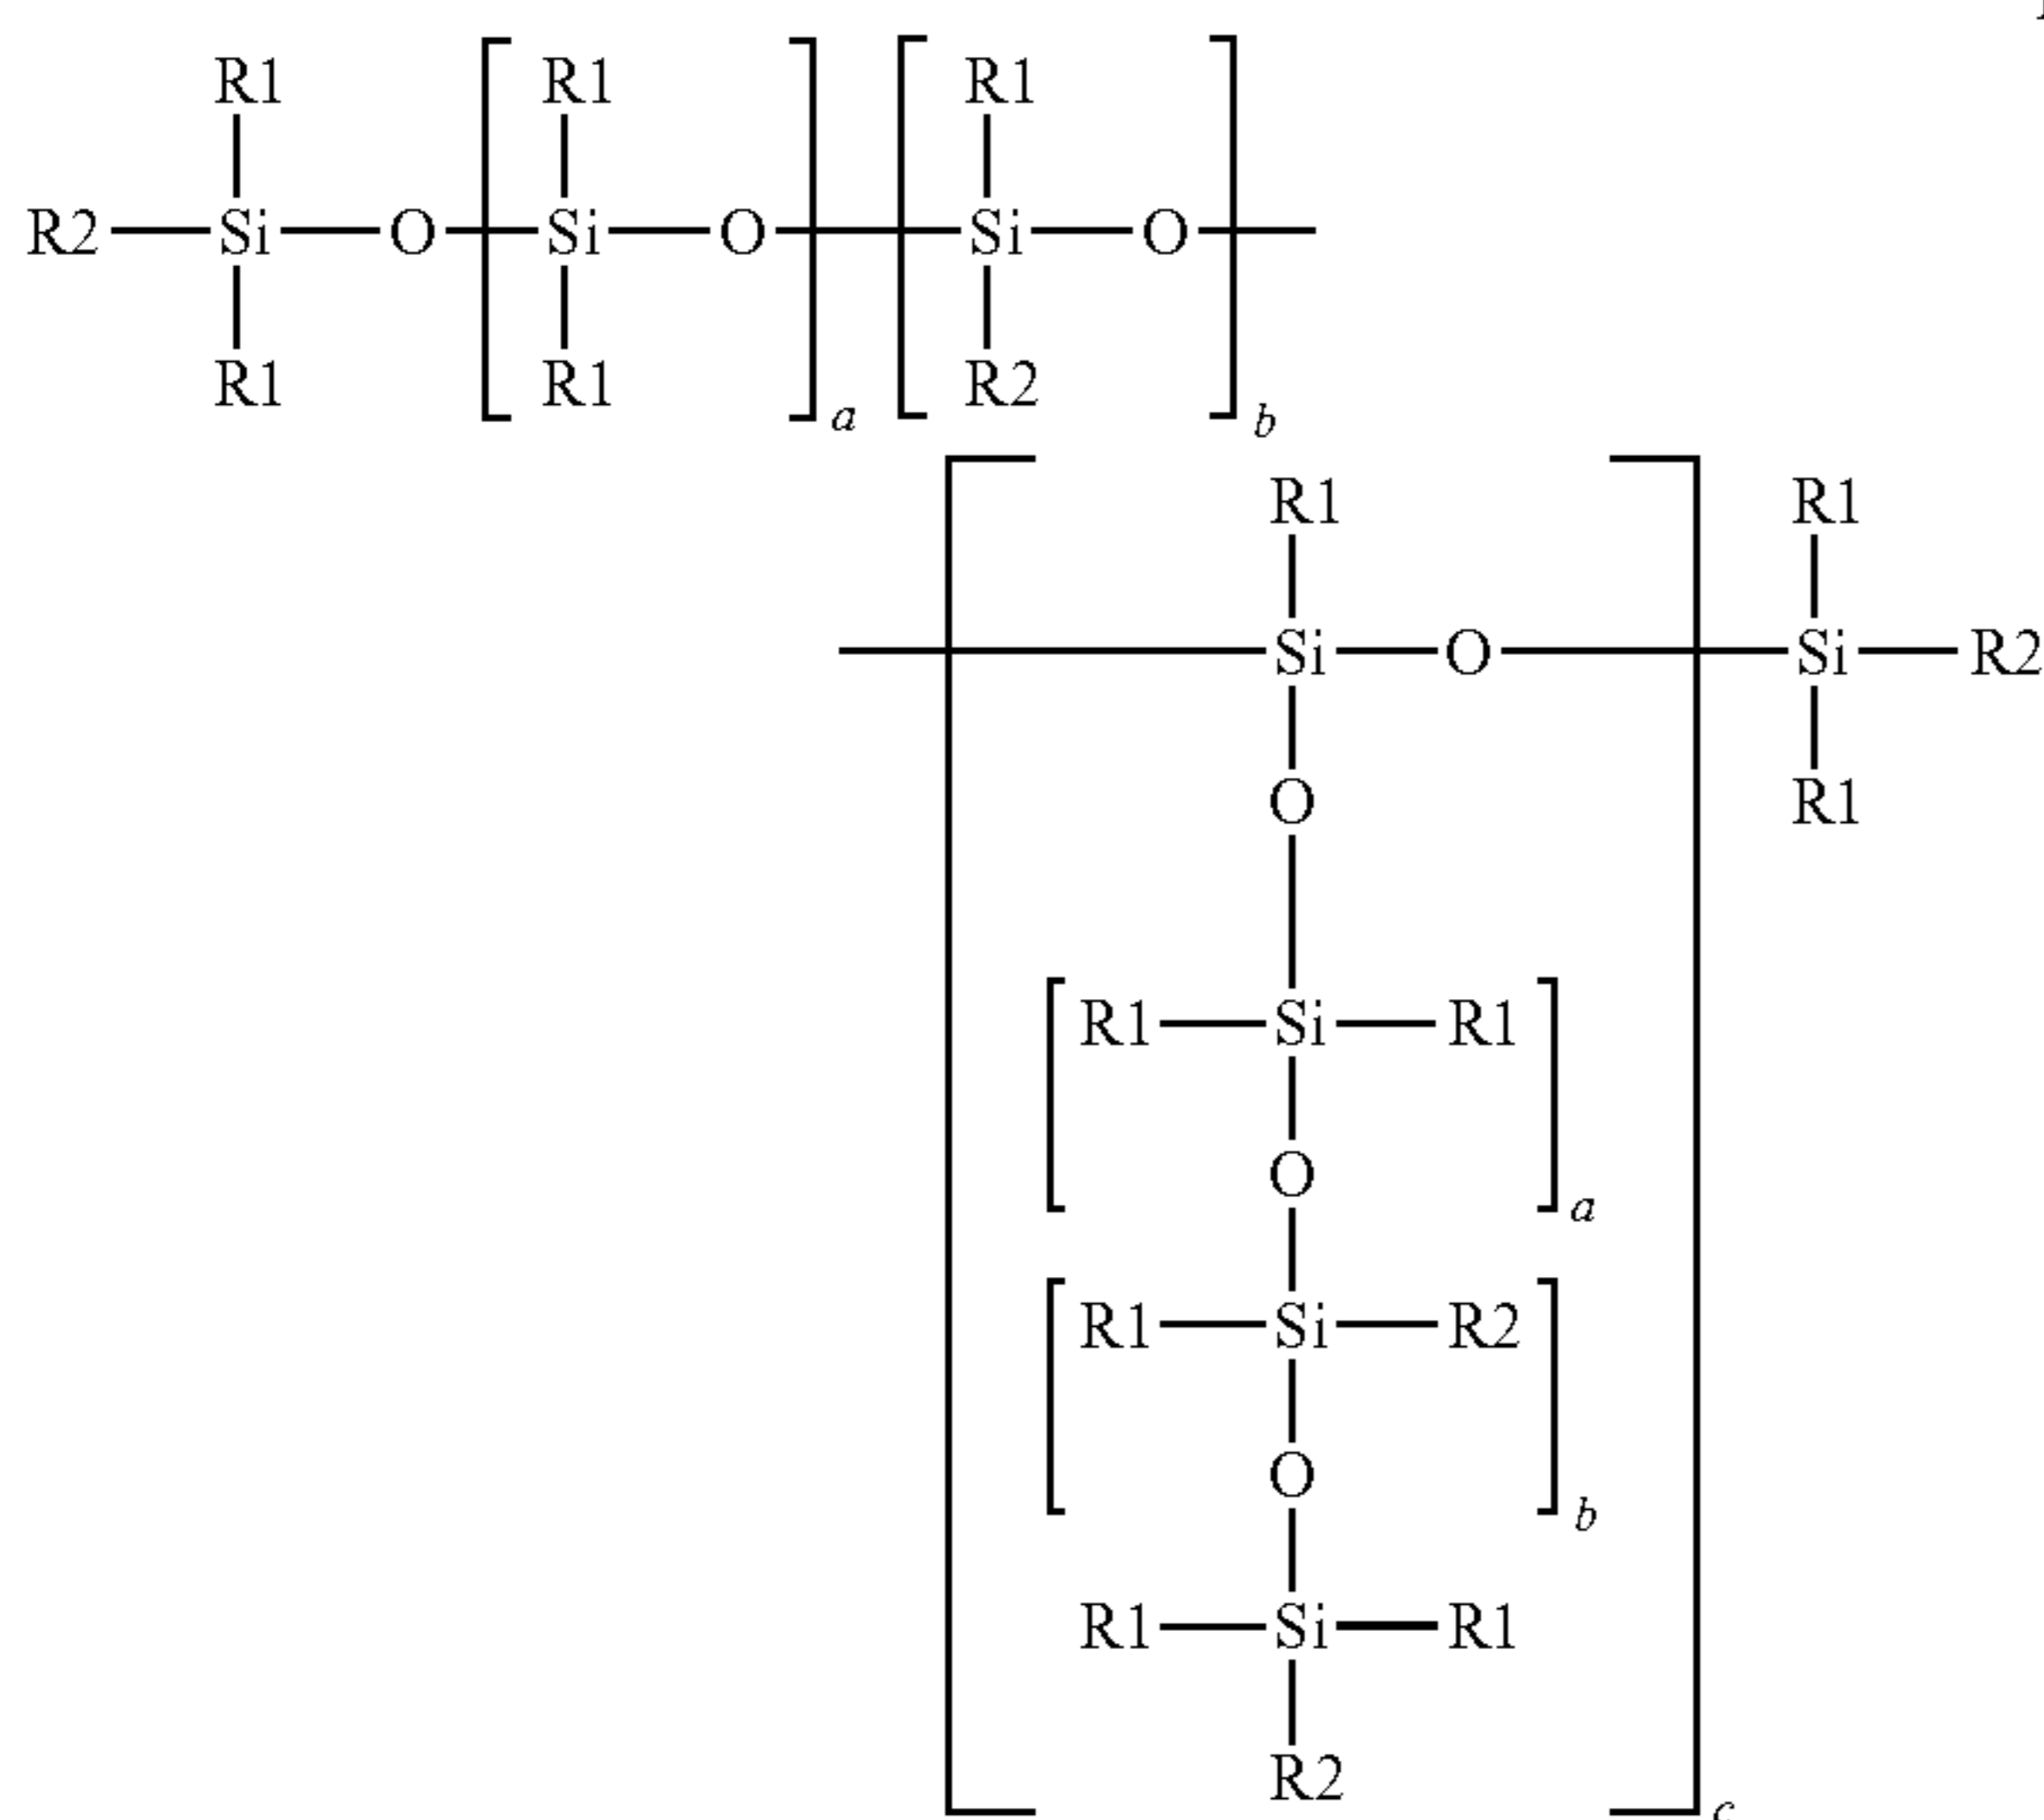 R1 R1 R1
R2 Si O Si O Si O
R1 R1 R2
a b
R1 R1
Si O Si R2
O R1
R1 Si R1
O
a
R1 Si R2
O
b
R1 Si R1
R2
c